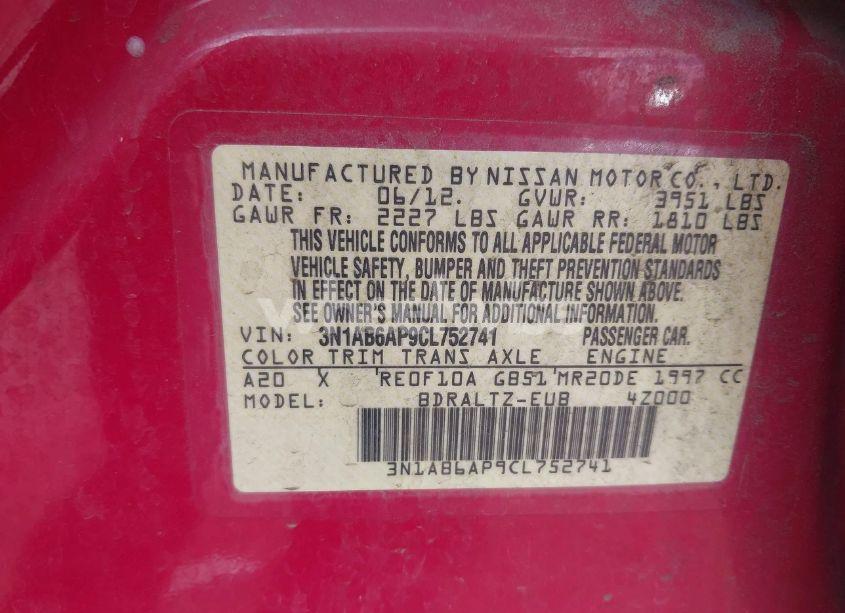 MANUFACTURED BY NISSAN MOTOR CO., LTD.
DATE: 06/12. GVWR: 3951 LBS
GAWR FR: 2227 LBS GAWR RR: 1810 LBS
THIS VEHICLE CONFORMS TO ALL APPLICABLE FEDERAL MOTOR
VEHICLE SAFETY, BUMPER AND THEFT PREVENTION STANDARDS
IN EFFECT ON THE DATE OF MANUFACTURE SHOWN ABOVE.
SEE OWNER'S MANUAL FOR ADDITIONAL INFORMATION.
VIN: 3N1AB6AP9CL752741 PASSENGER CAR.
COLOR TRIM TRANS AXLE ENGINE
A20 X RE0F10A GB51 MR20DE 1997 CC
MODEL: BDRALTZ-EUB 4Z000
3N1AB6AP9CL752741